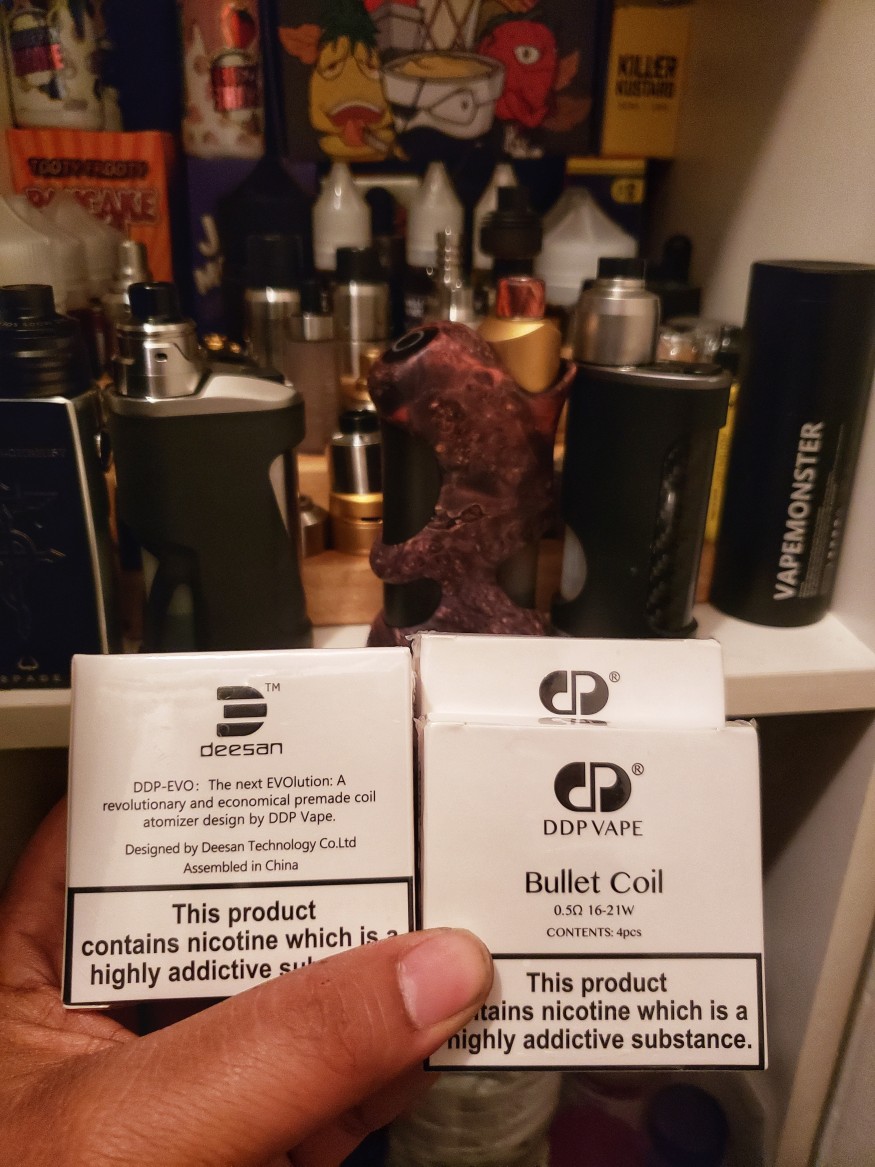 KILLER
KUSTARD
TOOTY FROOTY
PANCAKE
VAPEMONSTER
TM
deesan
DDP-EVO: The next EVOlution: A
revolutionary and economical premade coil
atomizer design by DDP Vape.
Designed by Deesan Technology Co.Ltd
Assembled in China
This product
contains nicotine which is a
highly addictive
®
®
DDP VAPE
Bullet Coil
0.5Ω 16-21W
CONTENTS: 4pcs
This product
which is a
nicotine
highly addictive substance.